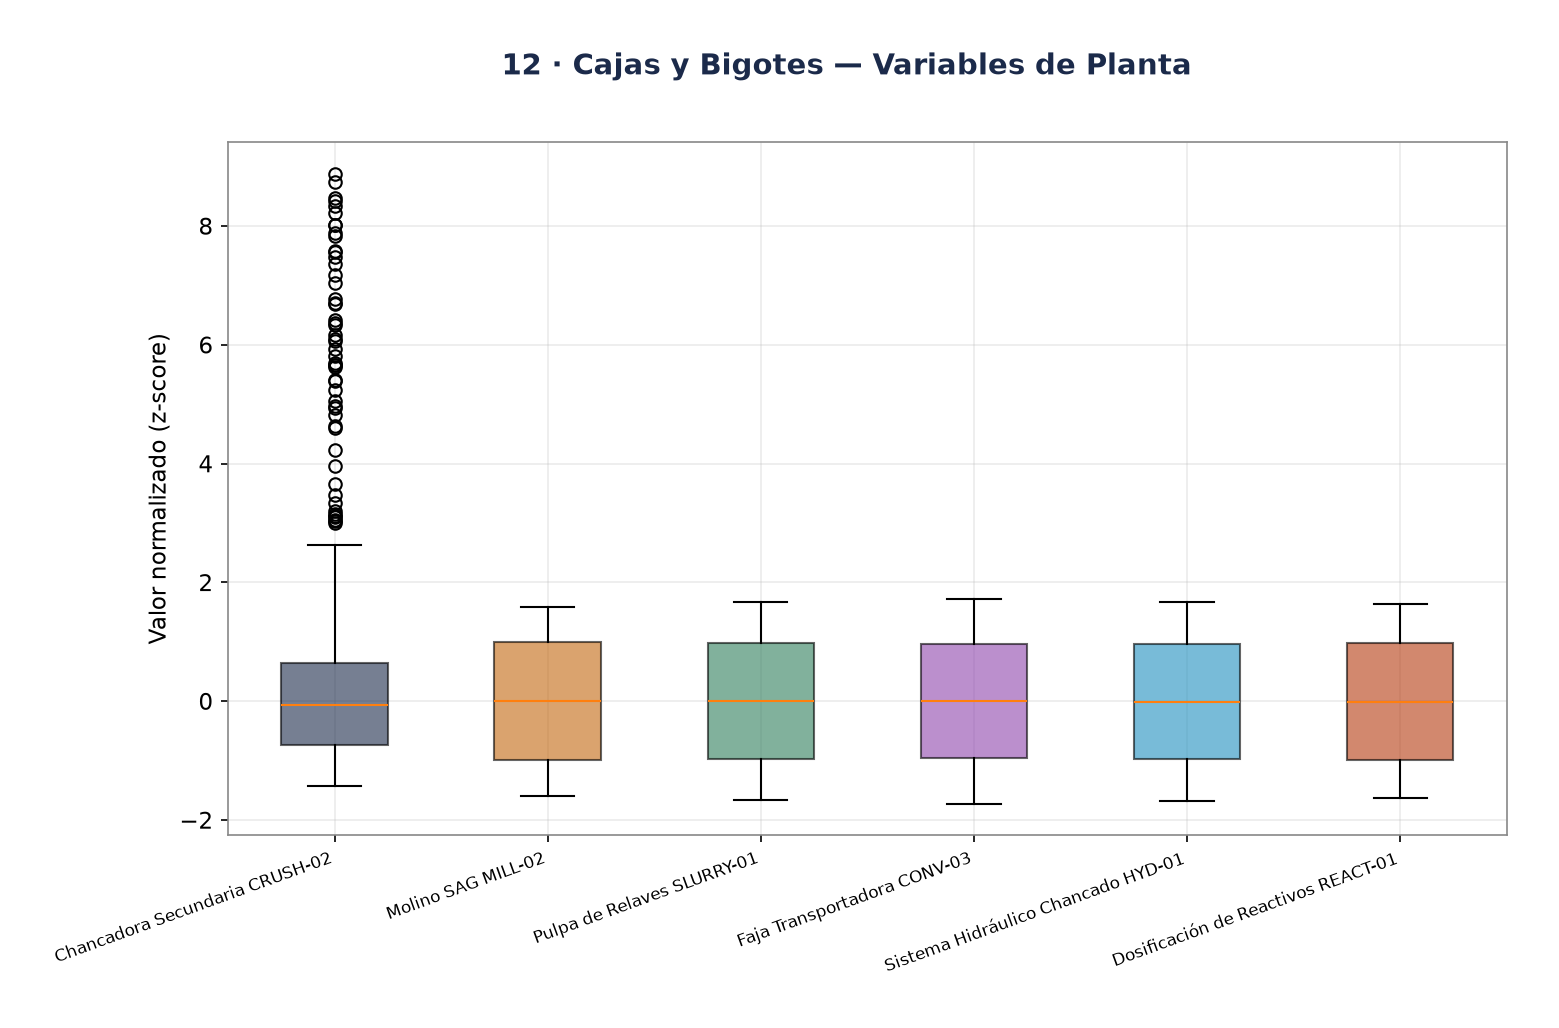 12 · Cajas y Bigotes — Variables de Planta
Valor normalizado (z-score)
8
6
4
2
0
−2
Chancadora Secundaria CRUSH-02
Molino SAG MILL-02
Pulpa de Relaves SLURRY-01
Faja Transportadora CONV-03
Sistema Hidráulico Chancado HYD-01
Dosificación de Reactivos REACT-01